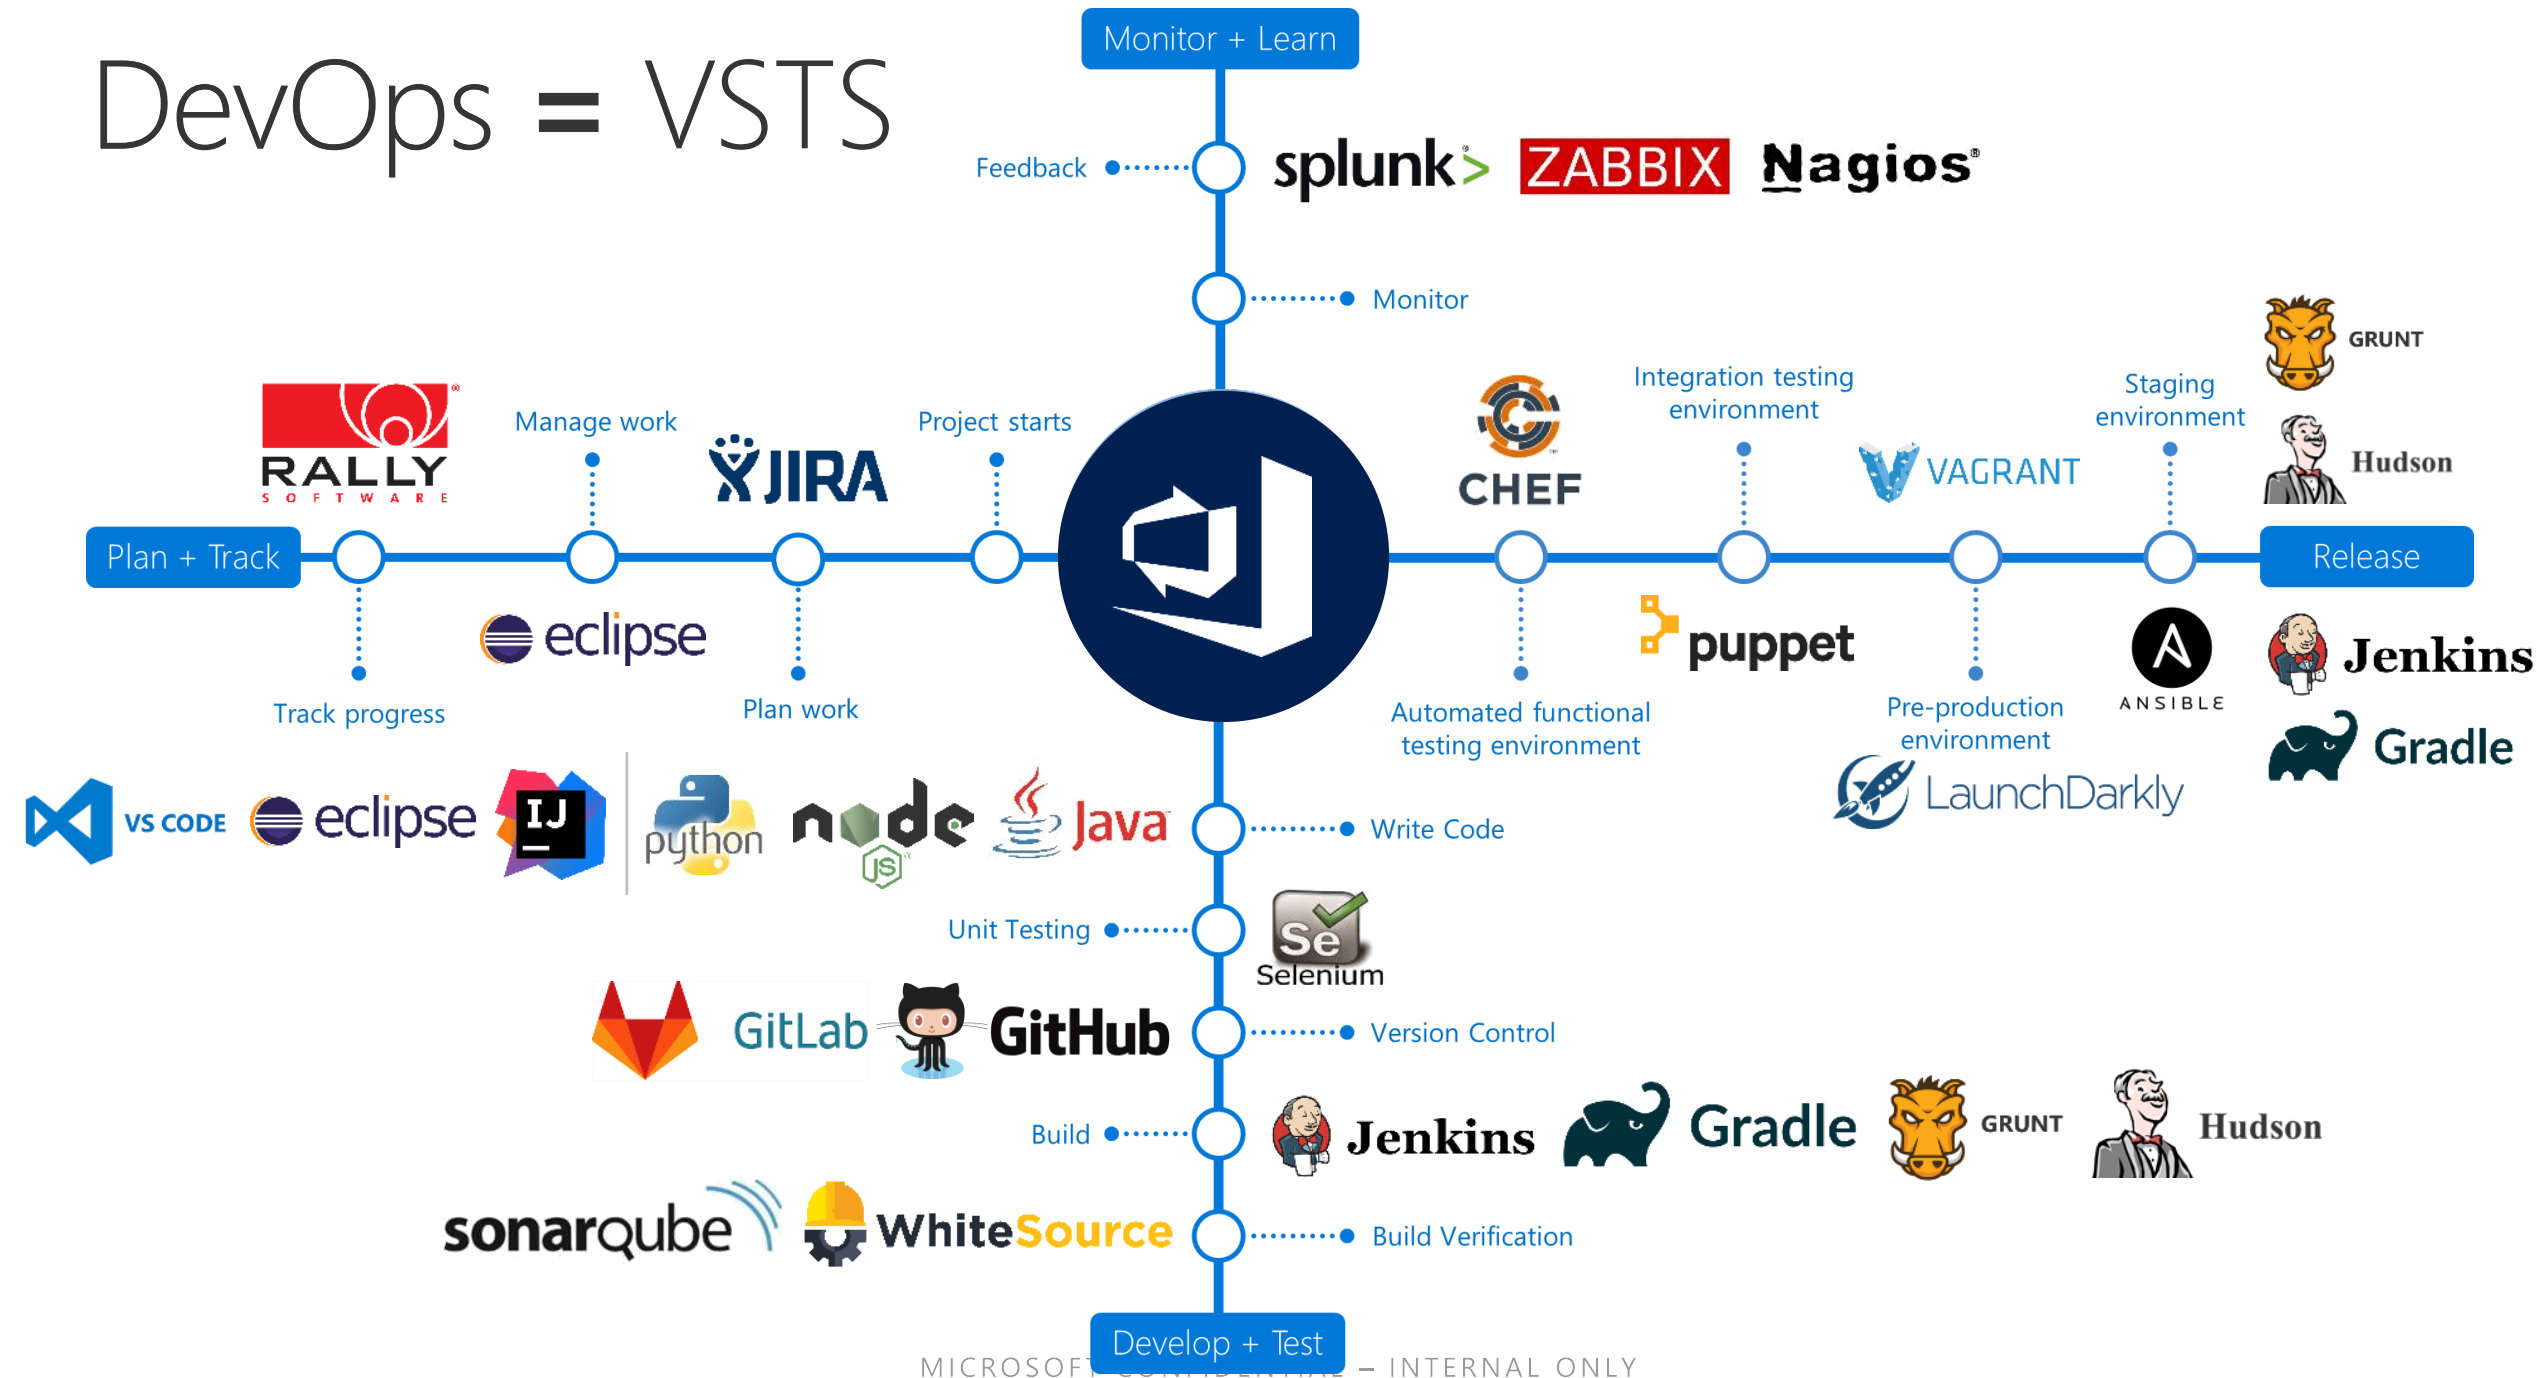 Monitor + Learn
DevOps = VSTS
Feedback
splunk>
ZABBIX
Nagios®
Monitor
GRUNT
Integration testing
environment
Staging
environment
RALLY
SOFTWARE
Manage work
JIRA
Project starts
CHEF
VAGRANT
Hudson
Plan + Track
Release
eclipse
puppet
ANSIBLE
Jenkins
Track progress
Plan work
Automated functional
testing environment
Pre-production
environment
Gradle
LaunchDarkly
VS CODE
eclipse
IJ
python
node
JS
Java
Write Code
Unit Testing
Se
Selenium
GitLab
GitHub
Version Control
Build
Jenkins
Gradle
GRUNT
Hudson
sonarqube
WhiteSource
Build Verification
Develop + Test
MICROSOFT CONFIDENTIAL – INTERNAL ONLY